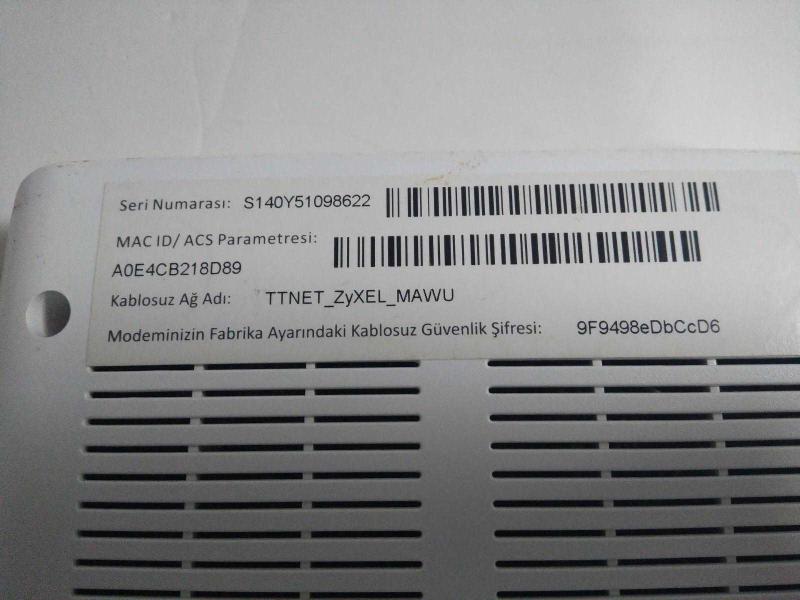 Seri Numarası: S140Y51098622
MAC ID/ ACS Parametresi:
A0E4CB218D89
Kablosuz Ağ Adı: TTNET_ZyXEL_MAWU
Modeminizin Fabrika Ayarındaki Kablosuz Güvenlik Şifresi: 9F9498eDbCcD6